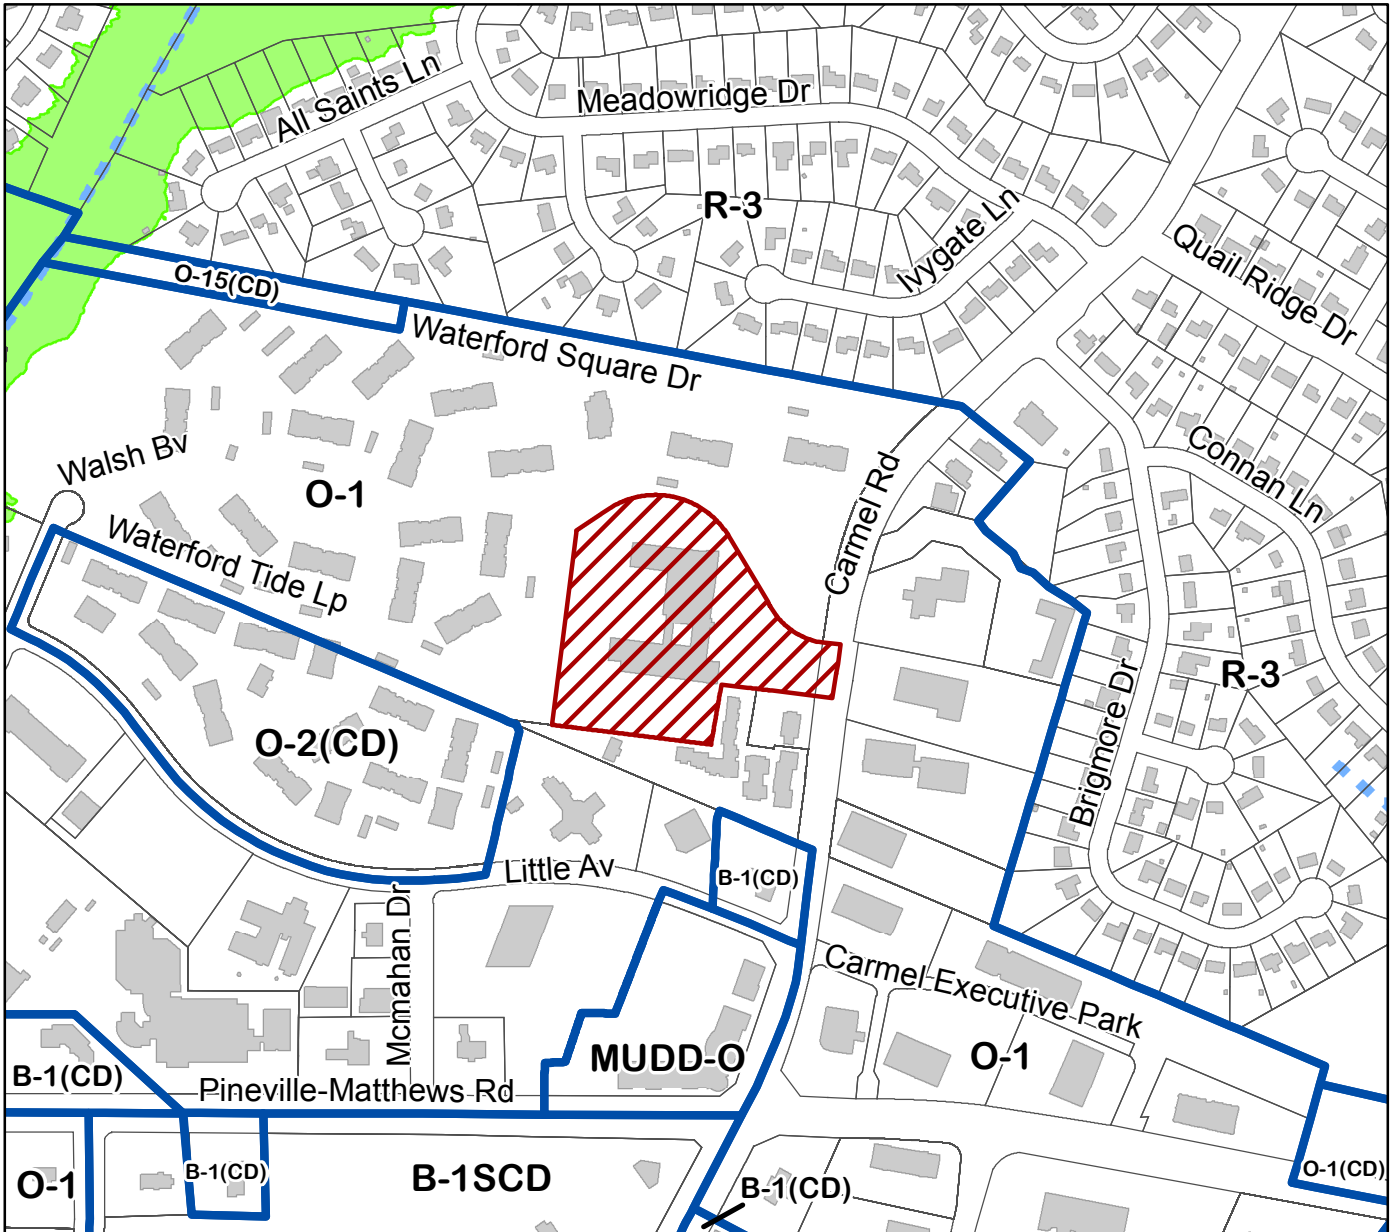 All Saints Ln
Meadowridge Dr
R-3
Ivygate Ln
Quail Ridge Dr
O-15(CD)
Waterford Square Dr
Walsh Bv
O-1
Connan Ln
Carmel Rd
Waterford Tide Lp
R-3
Brigmore Dr
O-2(CD)
Little Av
B-1(CD)
Mcmahan Dr
Carmel Executive Park
MUDD-O
O-1
B-1(CD)
Pineville-Matthews Rd
O-1
B-1(CD)
B-1SCD
B-1(CD)
O-1(CD)